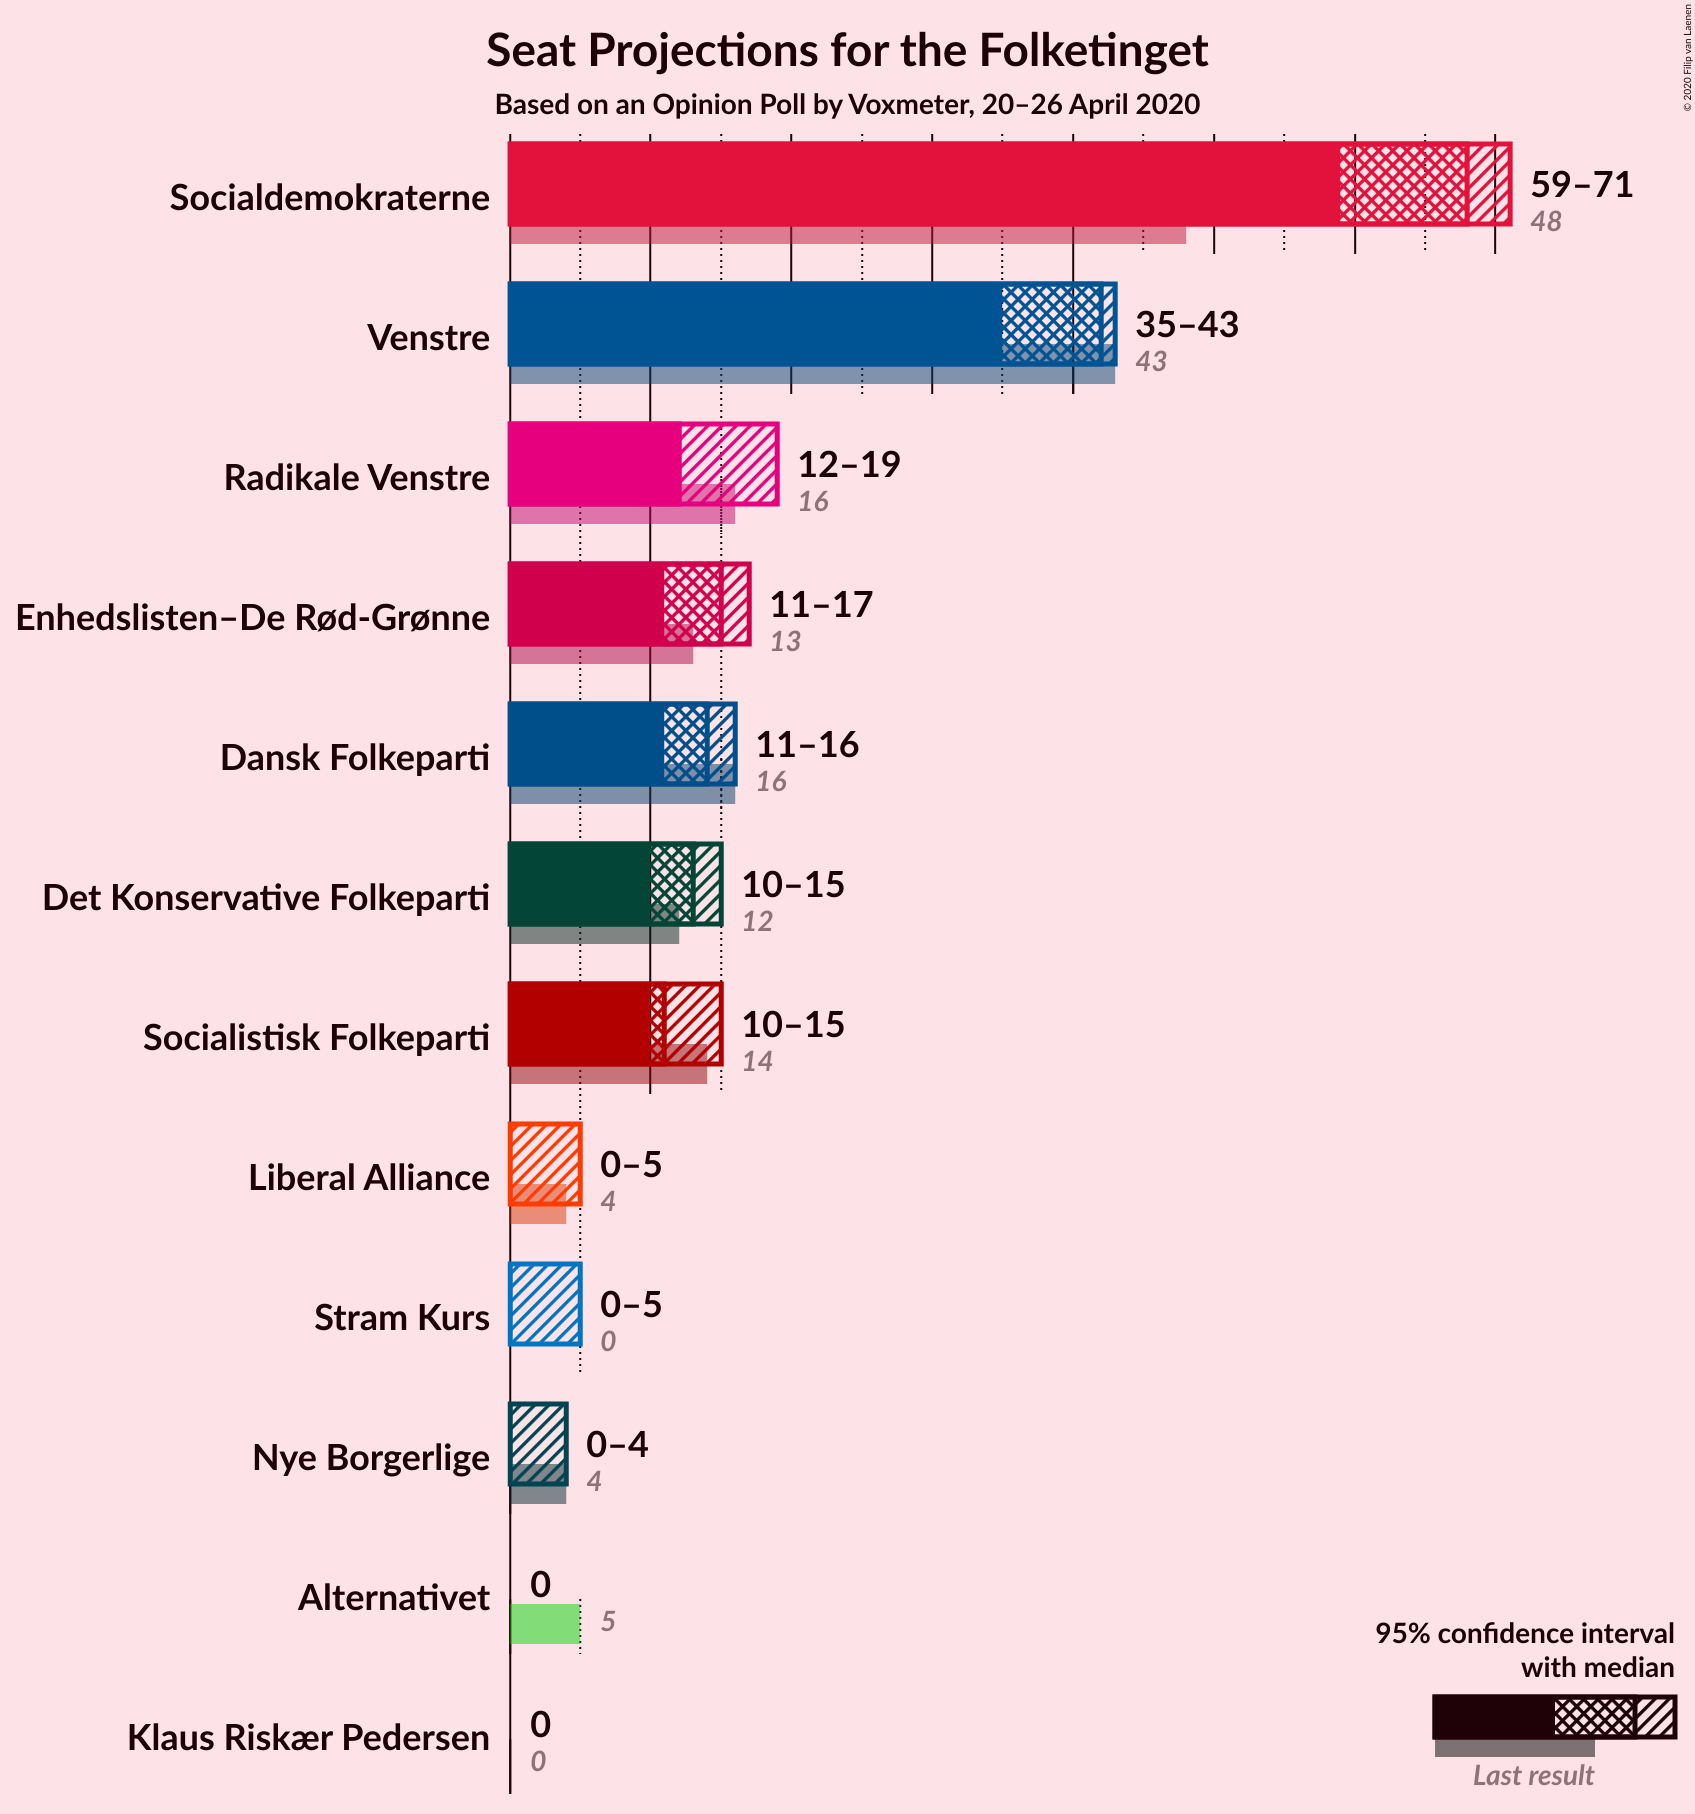 Seat Projections for the Folketinget
Based on an Opinion Poll by Voxmeter, 20–26 April 2020
© 2020 Filip van Laenen
Socialdemokraterne
59–71
48
Venstre
35–43
43
Radikale Venstre
12–19
16
Enhedslisten–De Rød-Grønne
11–17
13
Dansk Folkeparti
11–16
16
Det Konservative Folkeparti
10–15
12
Socialistisk Folkeparti
10–15
14
Liberal Alliance
0–5
4
Stram Kurs
0–5
0
Nye Borgerlige
0–4
4
Alternativet
0
5
Klaus Riskær Pedersen
0
0
95% confidence interval
with median
Last result